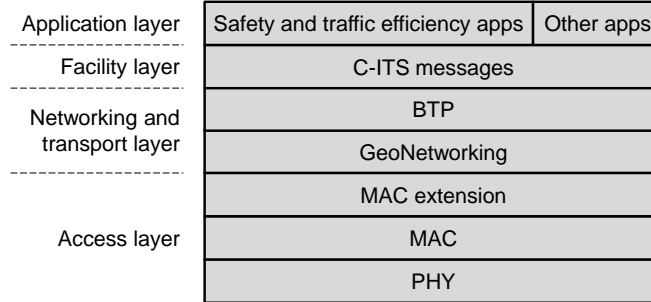 Application layer
Safety and traffic efficiency apps
Other apps
Facility layer
C-ITS messages
Networking and
transport layer
BTP
GeoNetworking
Access layer
MAC extension
MAC
PHY